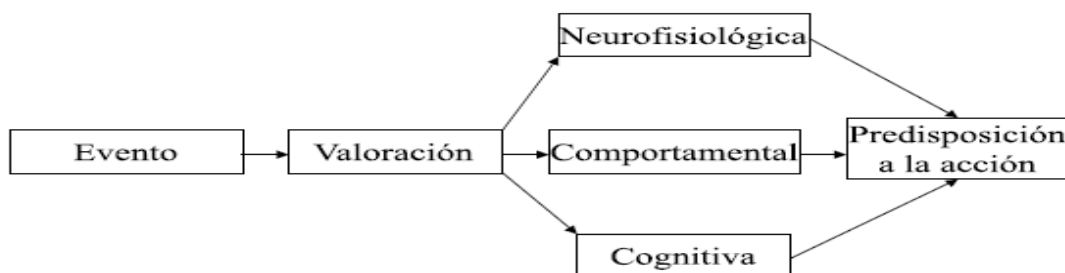 Neurofisiológica
Evento
Valoración
Comportamental
Predisposición
a la acción
Cognitiva